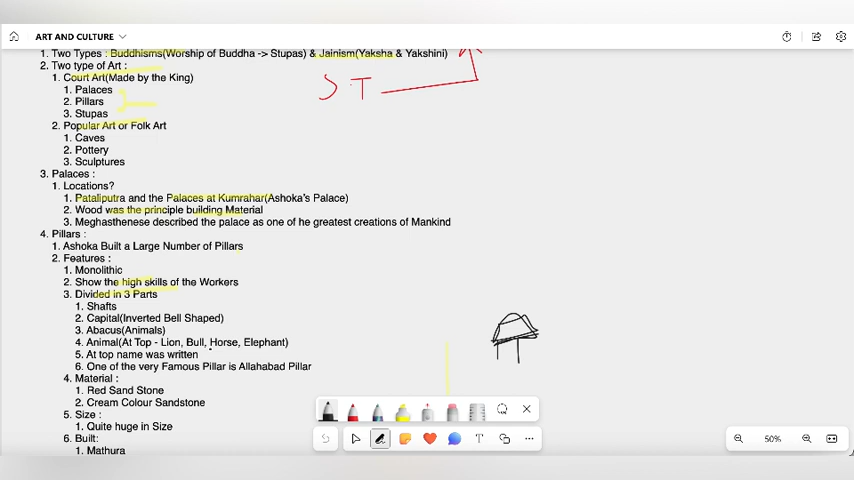 ART AND CULTURE
1. Two Types : Buddhisms(Worship of Buddha -> Stupas) & Jainism(Yaksha & Yakshini)
2. Two type of Art :
1. Court Art(Made by the King)
1. Palaces
2. Pillars
3. Stupas
S T
2. Popular Art or Folk Art
1. Caves
2. Pottery
3. Sculptures
3. Palaces :
1. Locations?
1. Pataliputra and the Palaces at Kumrahar(Ashoka's Palace)
2. Wood was the principle building Material
3. Meghasthenese described the palace as one of he greatest creations of Mankind
4. Pillars :
1. Ashoka Built a Large Number of Pillars
2. Features :
1. Monolithic
2. Show the high skills of the Workers
3. Divided in 3 Parts
1. Shafts
2. Capital(Inverted Bell Shaped)
3. Abacus(Animals)
4. Animal(At Top - Lion, Bull, Horse, Elephant)
5. At top name was written
6. One of the very Famous Pillar is Allahabad Pillar
4. Material :
1. Red Sand Stone
2. Cream Colour Sandstone
5. Size :
1. Quite huge in Size
6. Built:
1. Mathura
50%